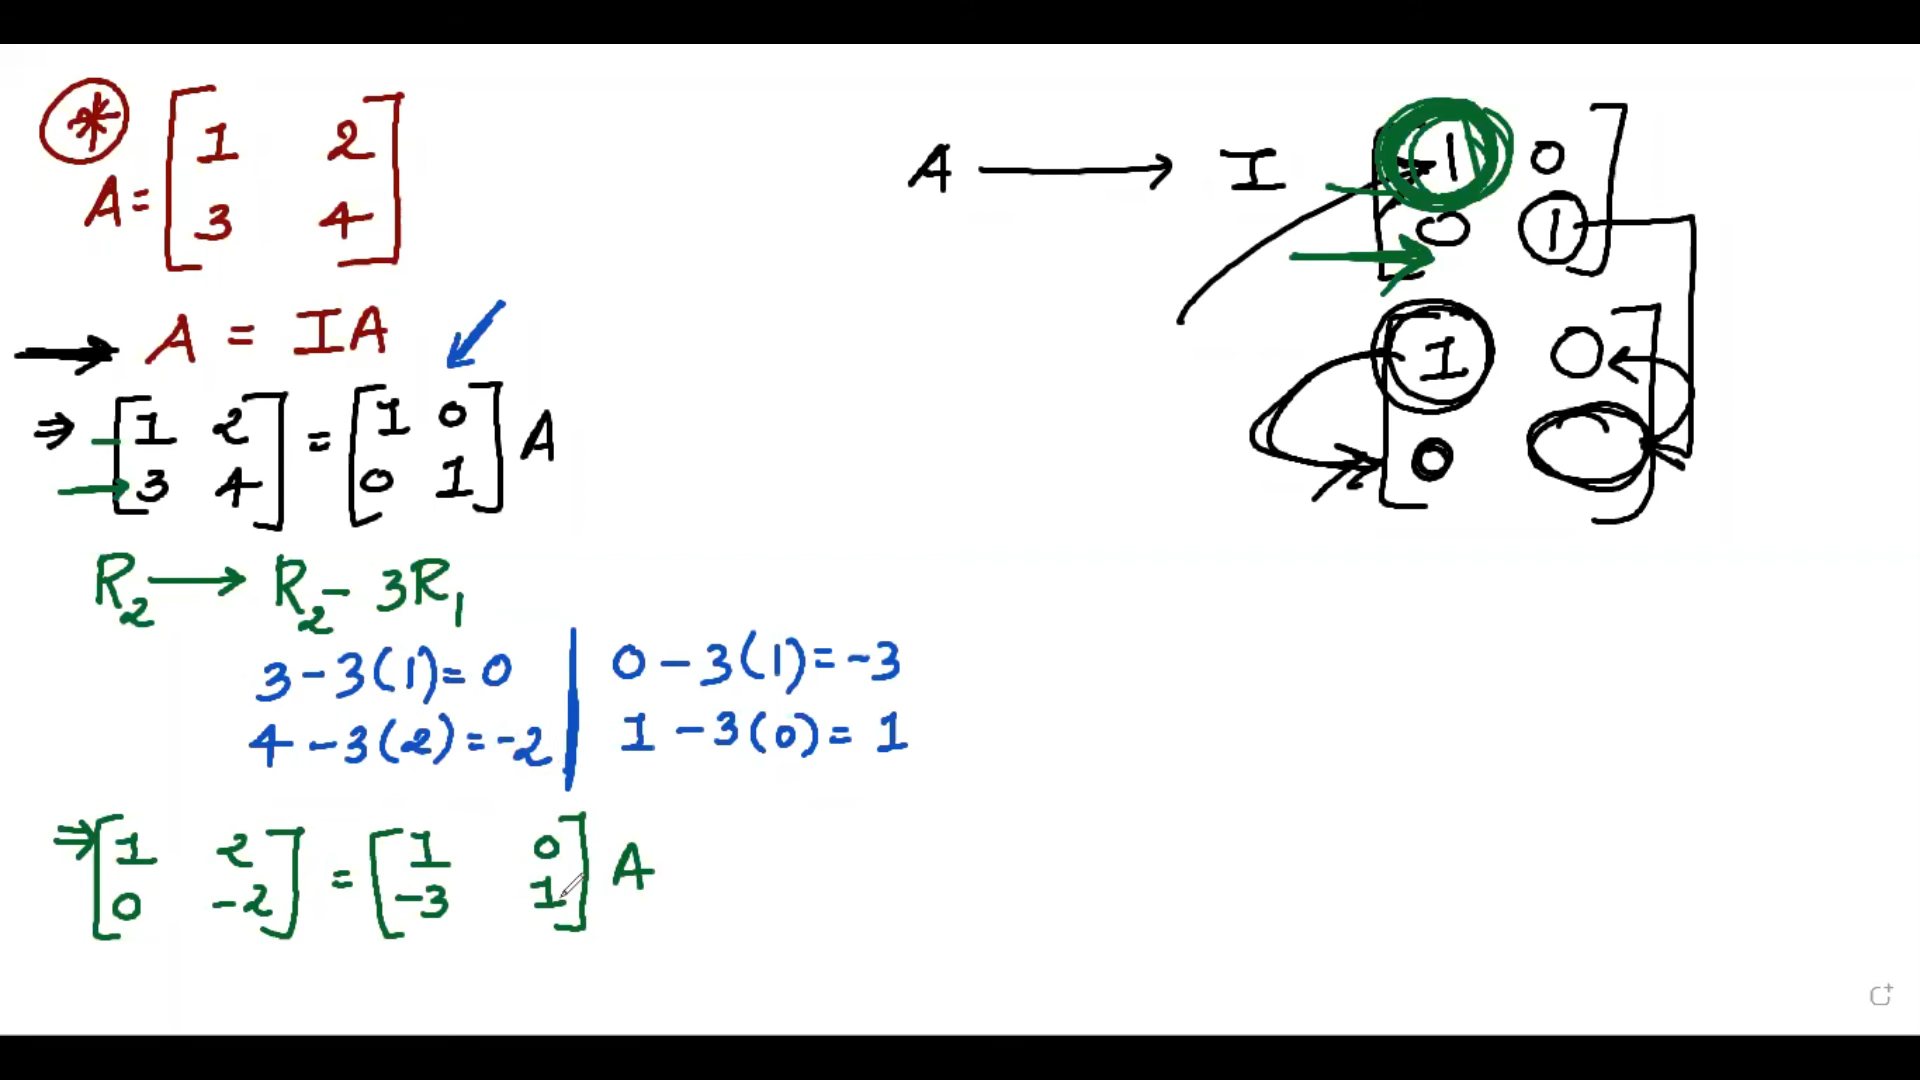 *
A = [1 2
3 4]
A = IA
⇒ [1 2
3 4] = [1 0
0 1] A
R₂ → R₂ - 3R₁
3 - 3(1) = 0 | 0 - 3(1) = -3
4 - 3(2) = -2 | 1 - 3(0) = 1
⇒ [1 2
0 -2] = [1 0
-3 1] A
A → I [1 0
0 1]
[1 0
0